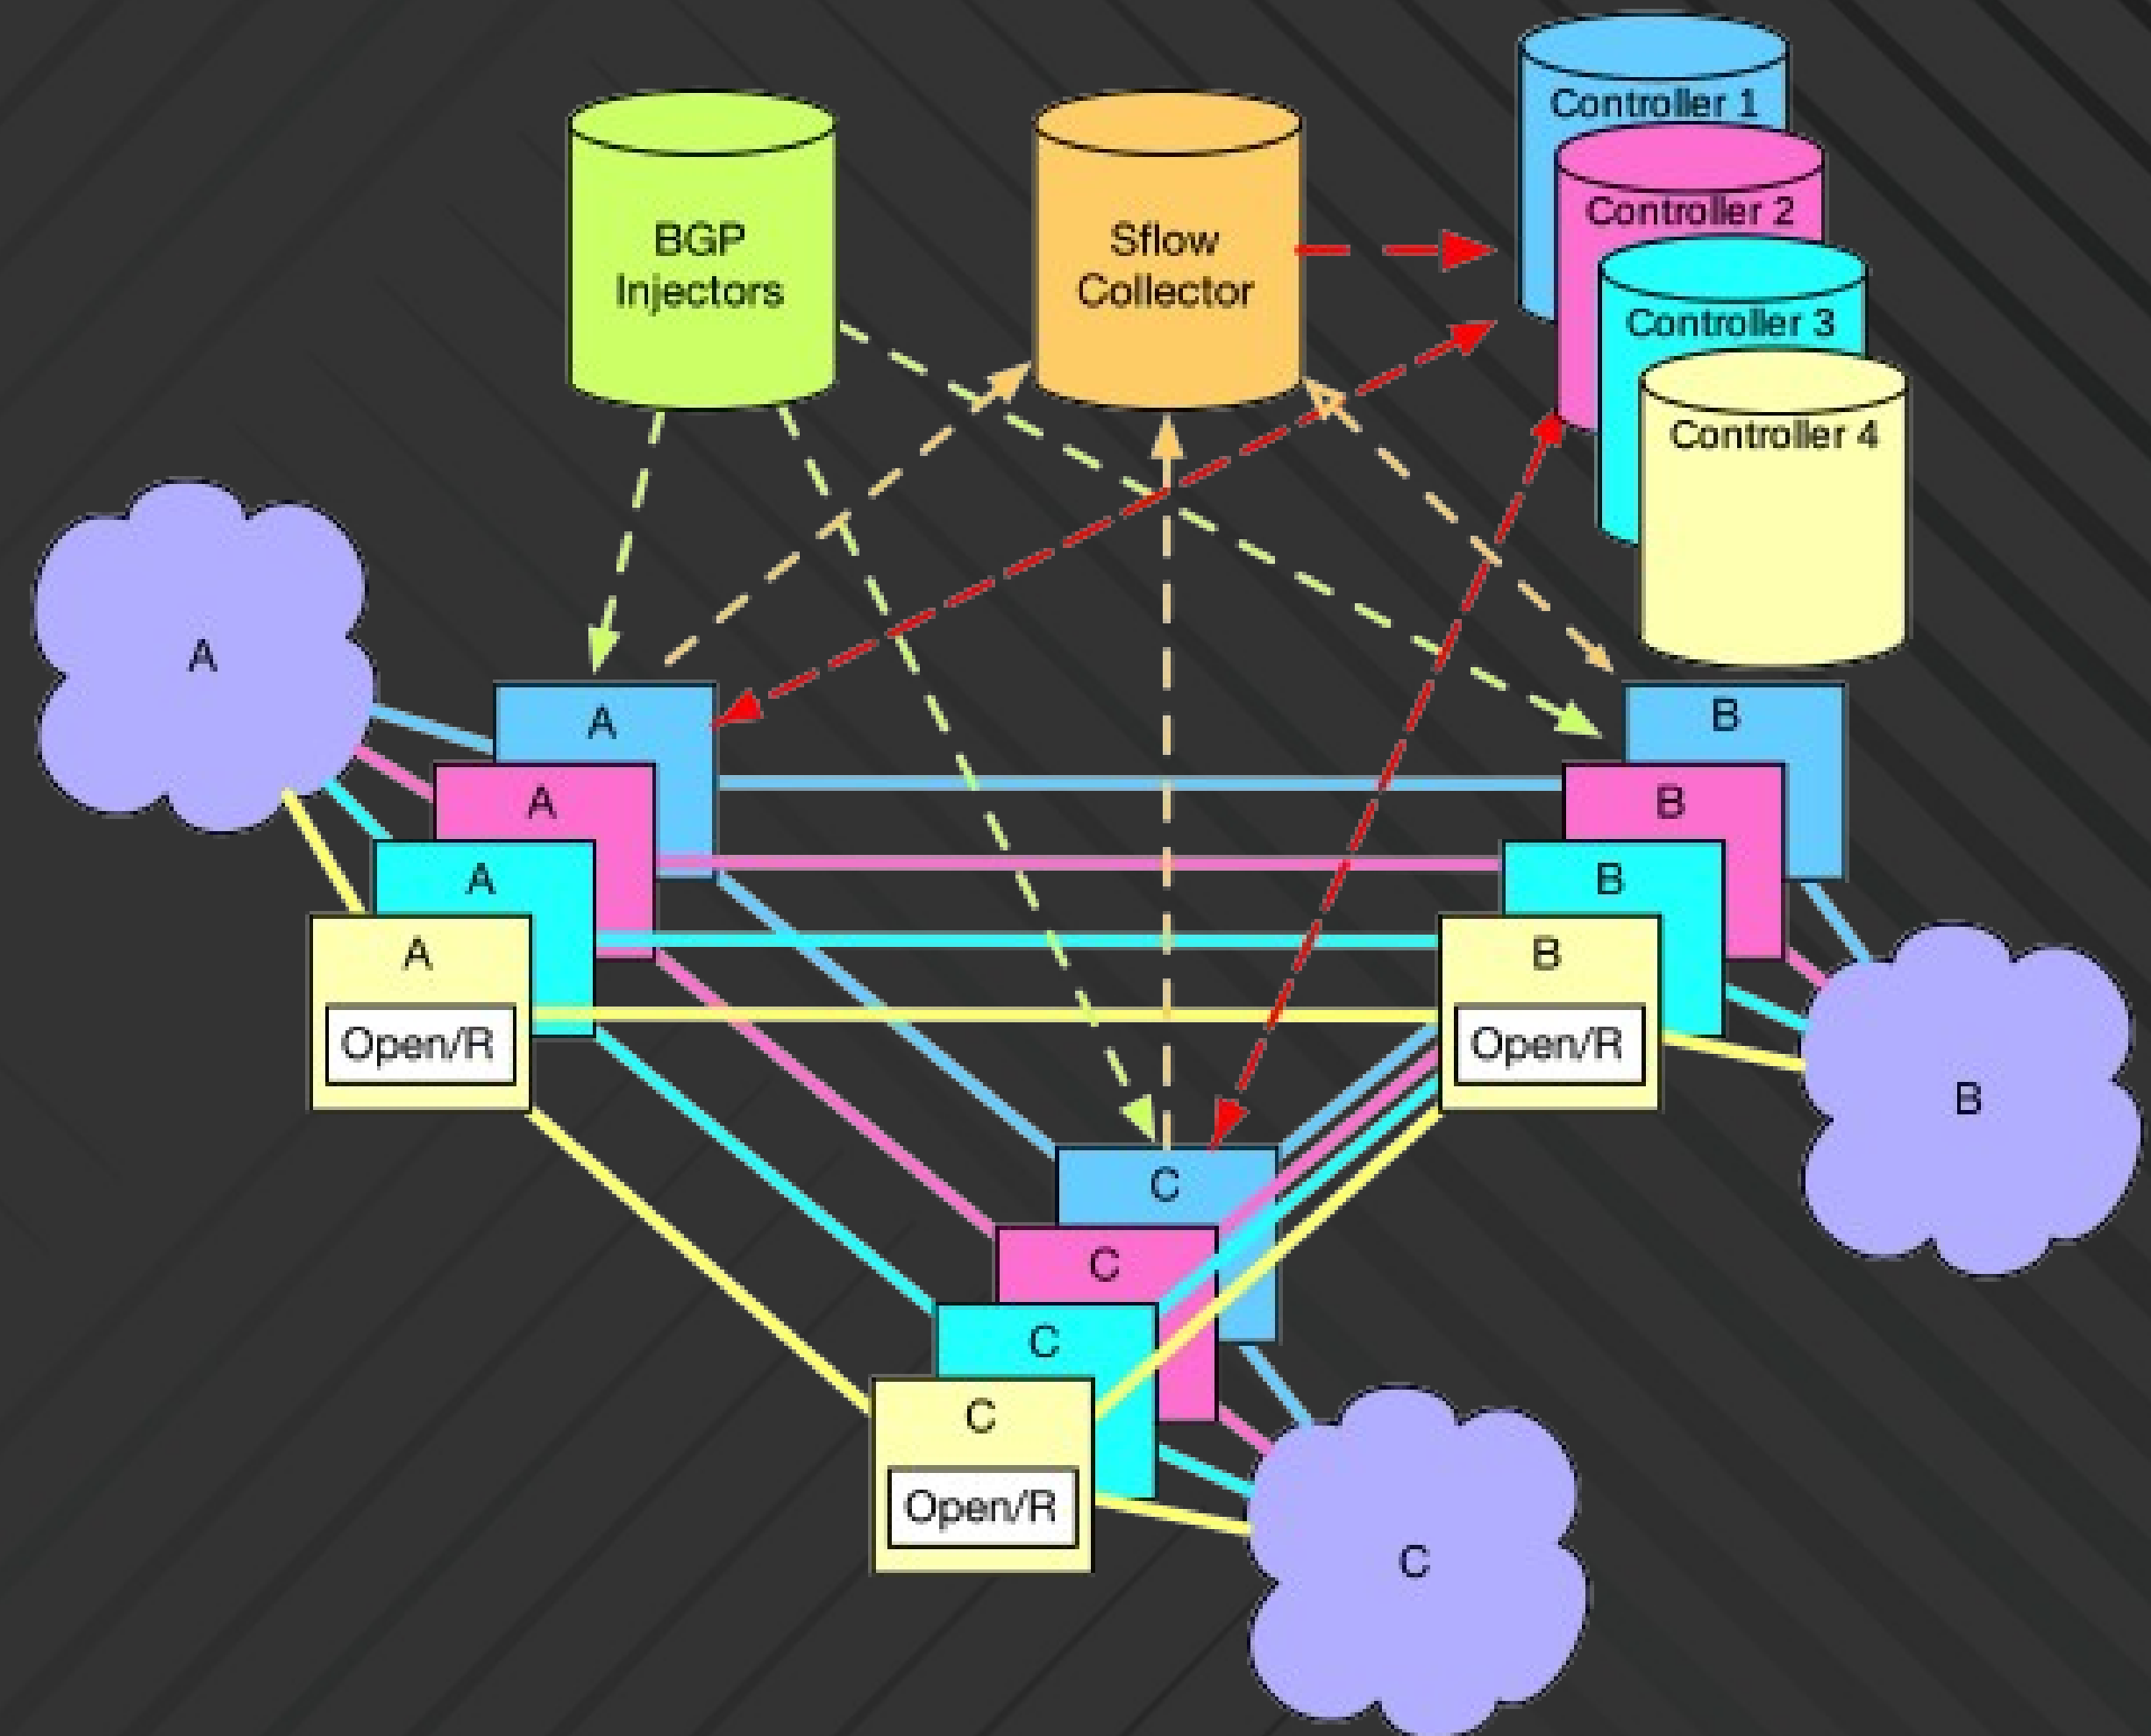 Controller 1
Controller 2
Controller 3
Controller 4
BGP
Injectors
Sflow
Collector
A
A
A
A
A
Open/R
B
B
B
B
Open/R
B
C
C
C
C
Open/R
C